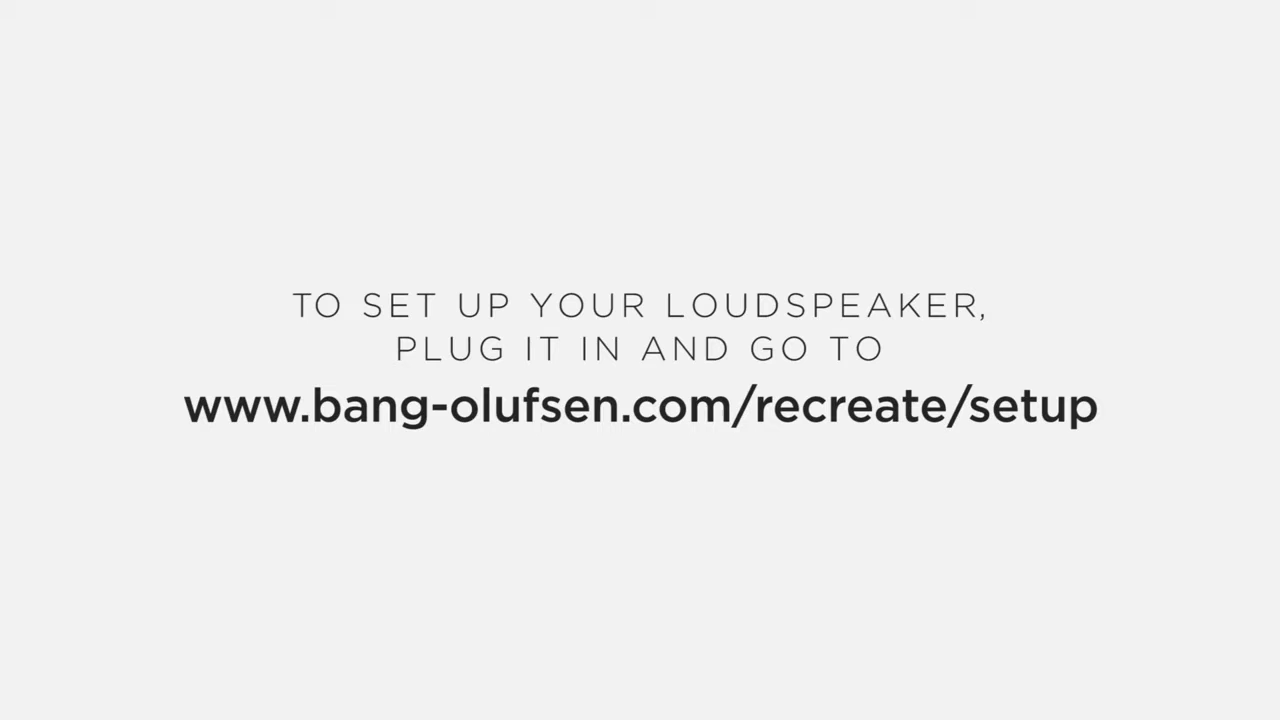 TO SET UP YOUR LOUDSPEAKER,
PLUG IT IN AND GO TO
www.bang-olufsen.com/recreate/setup